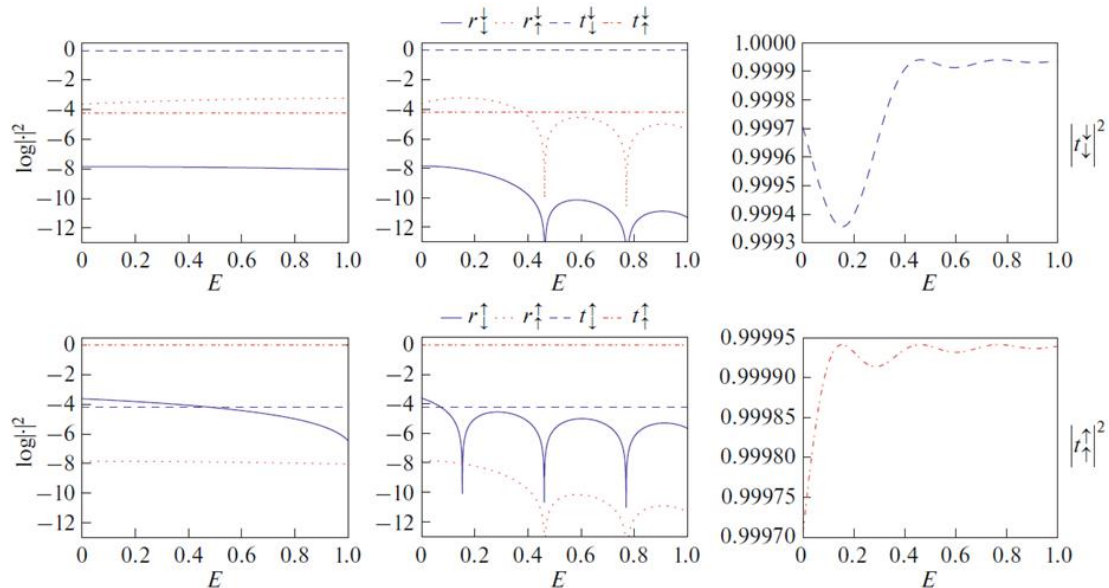 r↓↓ r↑↓ t↓↓ t↑↓
0
−2
−4
−6
−8
−10
−12
log|·|²
0 0.2 0.4 0.6 0.8 1.0
E
0
−2
−4
−6
−8
−10
−12
0 0.2 0.4 0.6 0.8 1.0
E
1.0000
0.9999
0.9998
0.9997
0.9996
0.9995
0.9994
0.9993
0 0.2 0.4 0.6 0.8 1.0
E
|t↓↓|²
r↓↑ r↑↑ t↓↑ t↑↑
0
−2
−4
−6
−8
−10
−12
log|·|²
0 0.2 0.4 0.6 0.8 1.0
E
0
−2
−4
−6
−8
−10
−12
0 0.2 0.4 0.6 0.8 1.0
E
0.99995
0.99990
0.99985
0.99980
0.99975
0.99970
0 0.2 0.4 0.6 0.8 1.0
E
|t↑↑|²